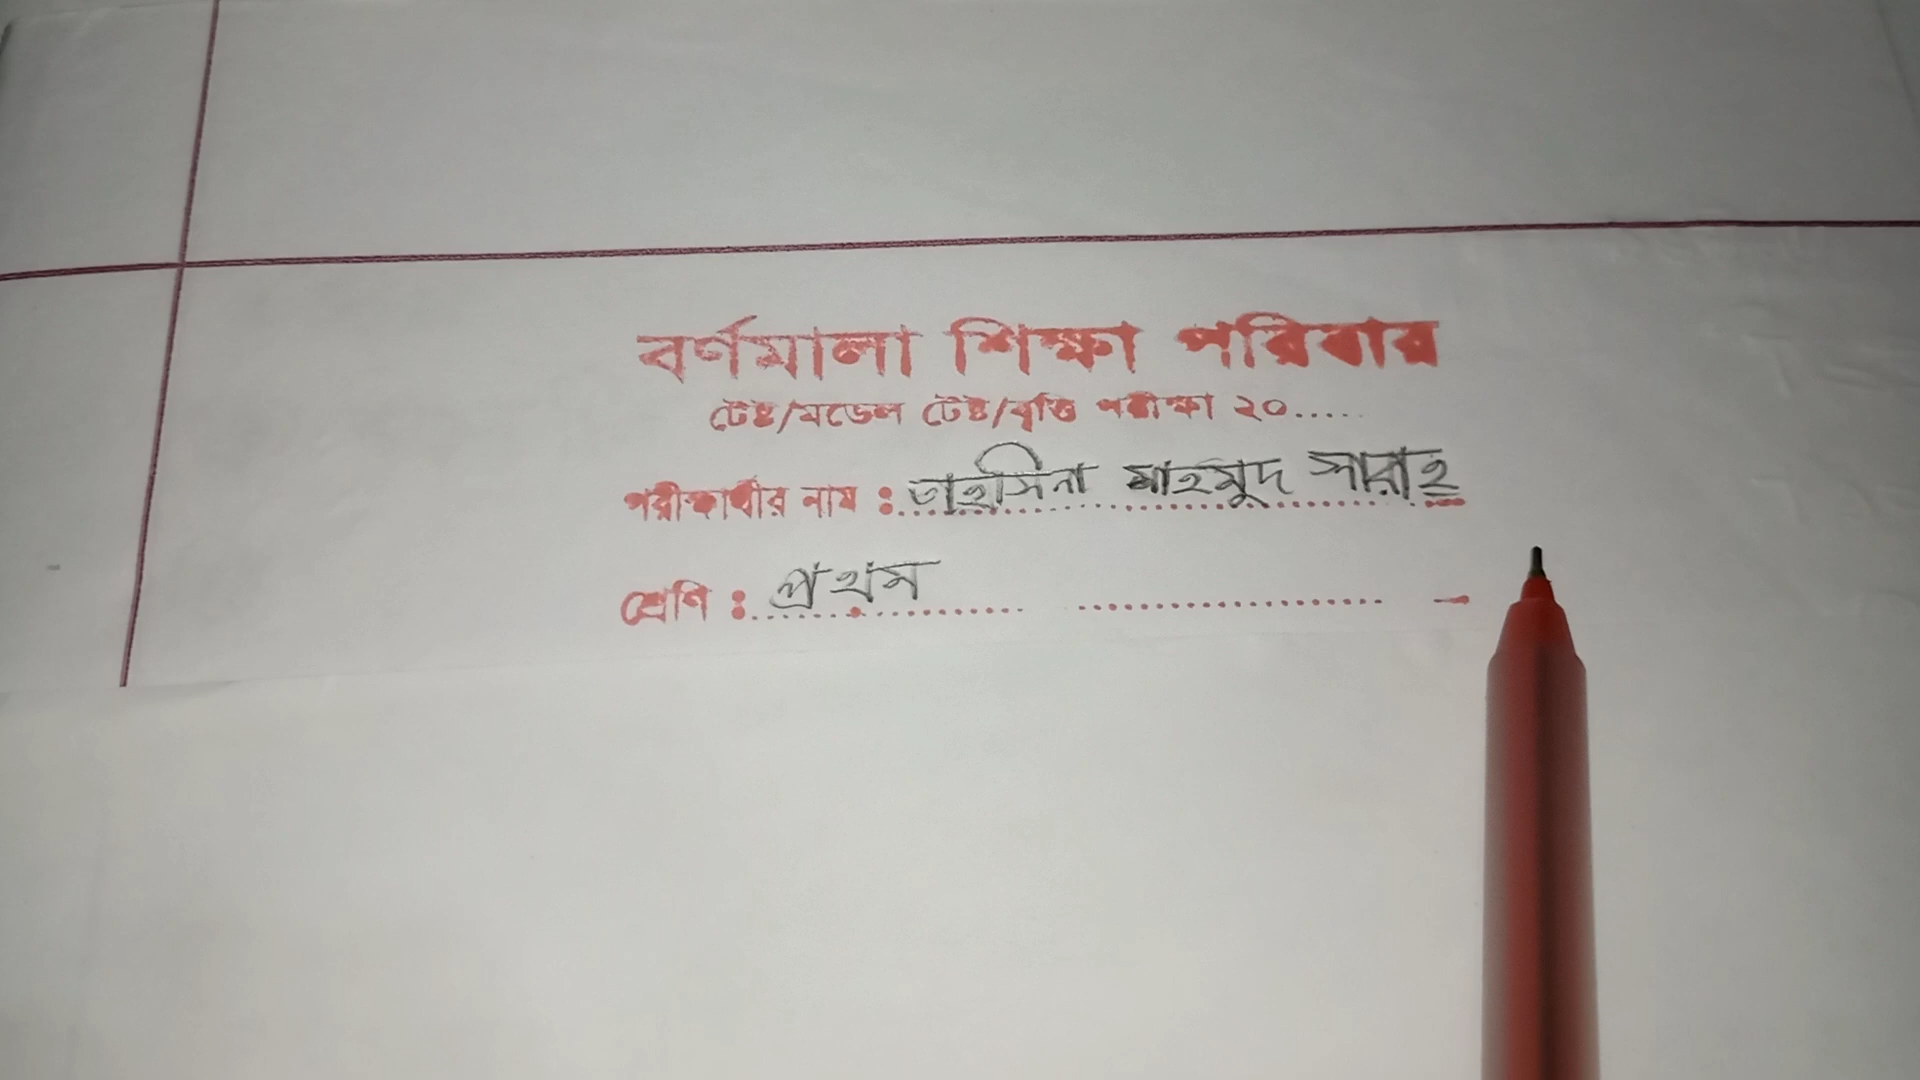 বর্ণমালা শিক্ষা পরিবার
টেষ্ট/মডেল টেষ্ট/বৃত্তি পরীক্ষা ২০.....
পরীক্ষার্থীর নাম : তাহসিনা মাহমুদ সারাহ
শ্রেণি : প্রথম